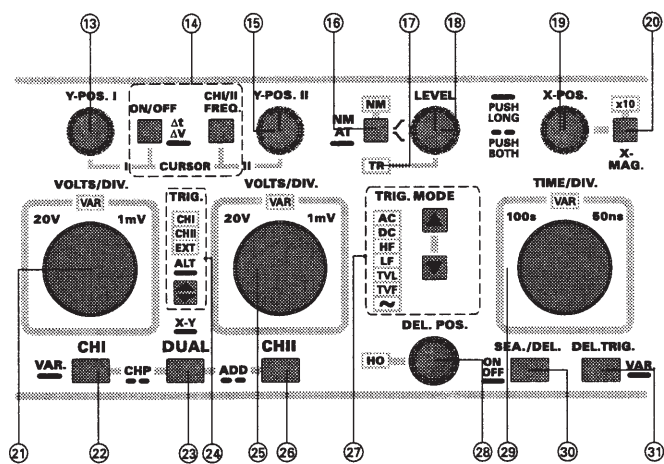 13 14 15 16 17 18 19 20
Y-POS. I
ON/OFF
Δt
ΔV
CHI/II
FREQ.
Y-POS. II
NM
AT
NM
LEVEL
TR
PUSH
LONG
PUSH
BOTH
X-POS.
x10
X-
MAG.
I CURSOR II
VOLTS/DIV.
VAR
20V 1mV
TRIG.
CHI
CHII
EXT
ALT
VOLTS/DIV.
VAR
20V 1mV
TRIG. MODE
AC
DC
HF
LF
TVL
TVF
~
TIME/DIV.
VAR
100s 50ns
X-Y
CHI DUAL CHII
VAR. CHP ADD
DEL. POS.
HO
SEA./DEL.
ON
OFF
DEL.TRIG.
VAR
21 22 23 24 25 26 27 28 29 30 31